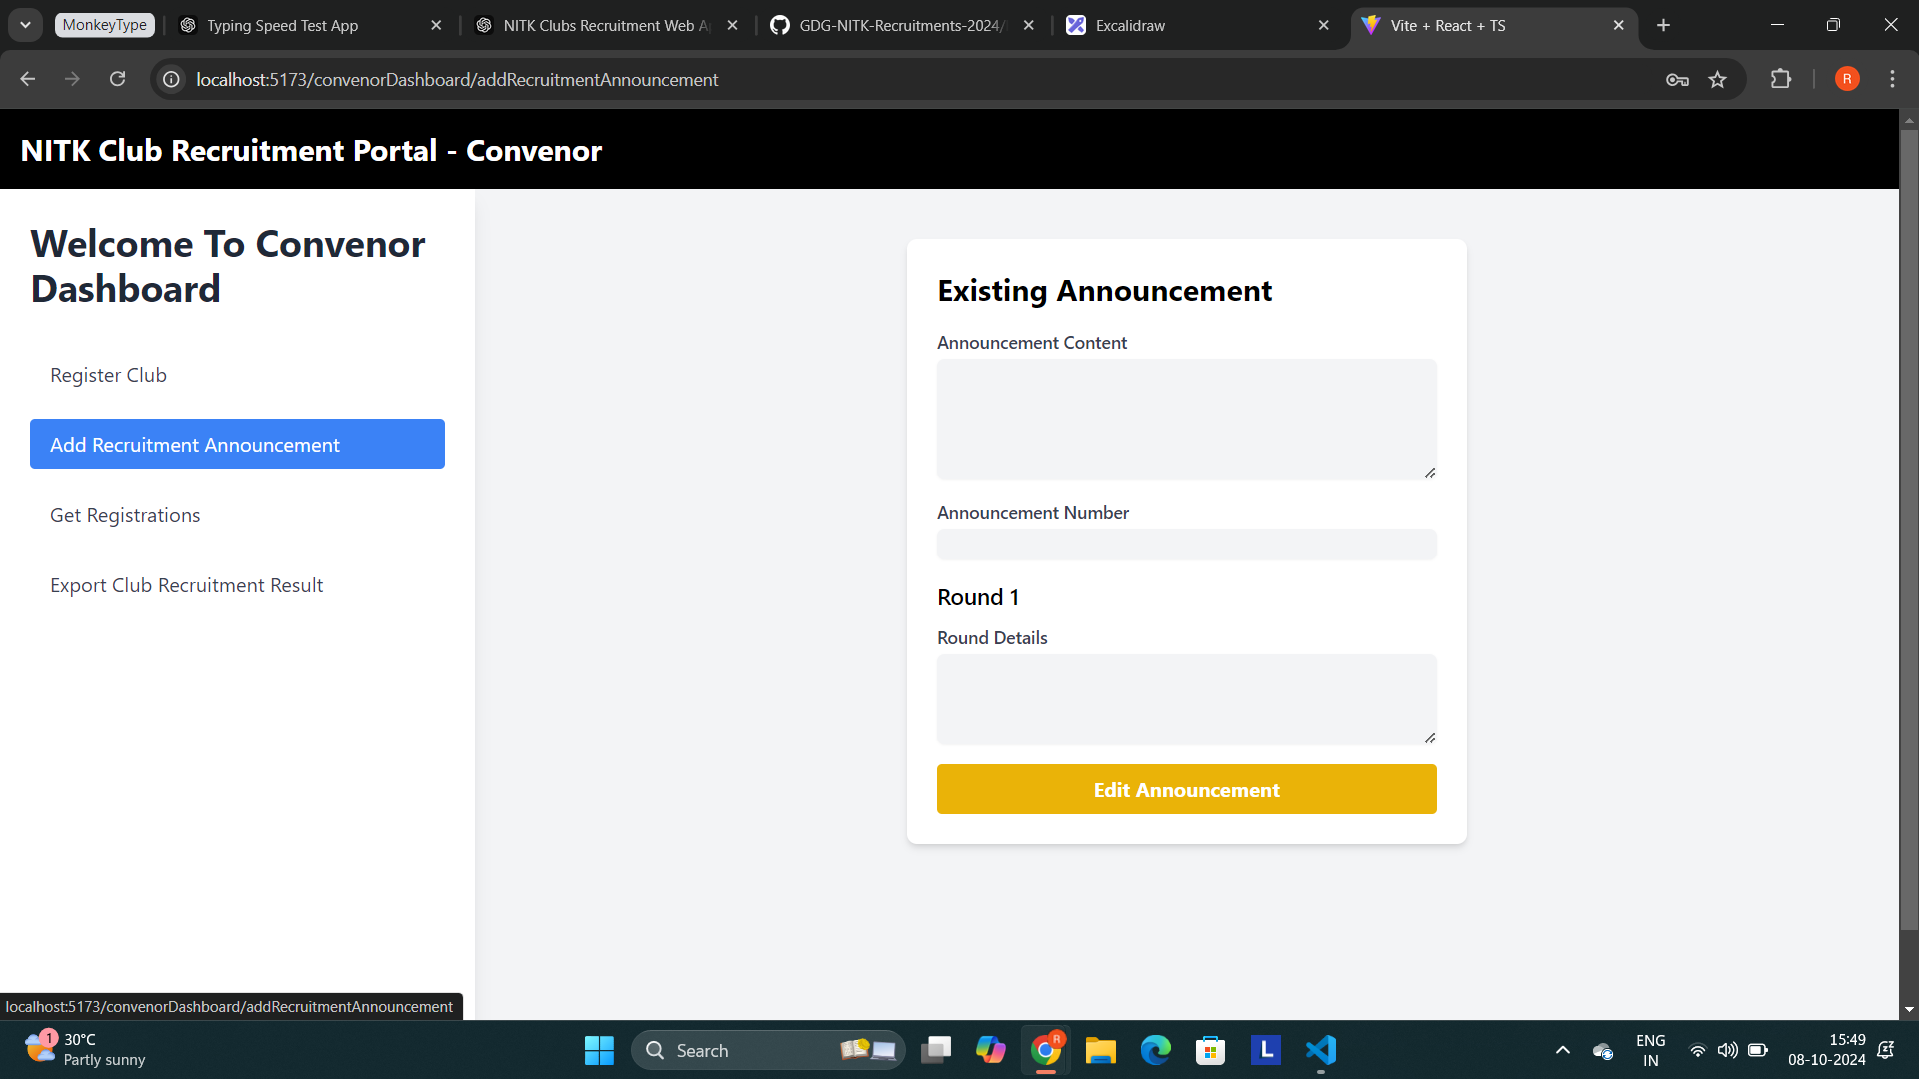 MonkeyType
Typing Speed Test App
NITK Clubs Recruitment Web A
GDG-NITK-Recruitments-2024/
Excalidraw
Vite + React + TS
localhost:5173/convenorDashboard/addRecruitmentAnnouncement
R
NITK Club Recruitment Portal - Convenor
Welcome To Convenor
Dashboard
Register Club
Add Recruitment Announcement
Get Registrations
Export Club Recruitment Result
Existing Announcement
Announcement Content
Announcement Number
Round 1
Round Details
Edit Announcement
localhost:5173/convenorDashboard/addRecruitmentAnnouncement
1
30°C
Partly sunny
Search
R
L
ENG
IN
15:49
08-10-2024